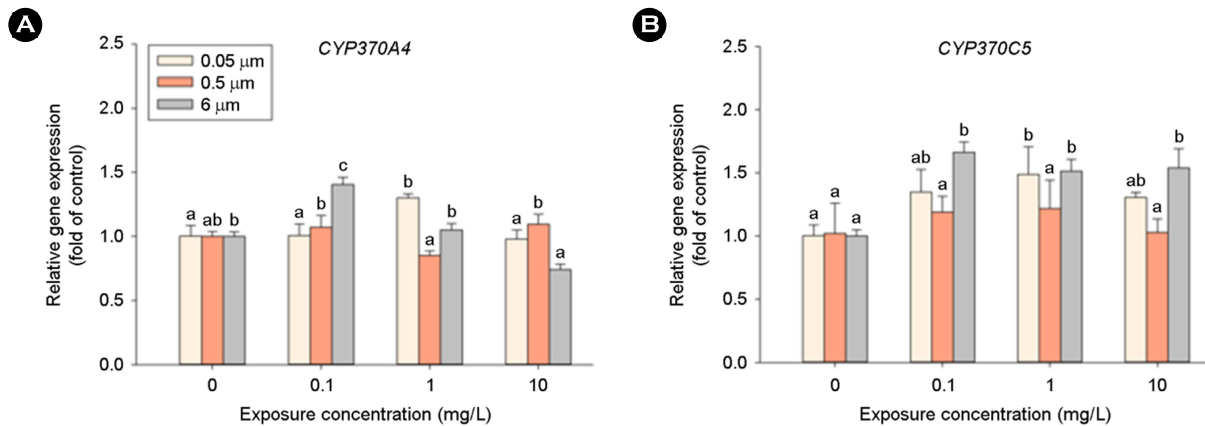 A
CYP370A4
0.05 μm
0.5 μm
6 μm
Relative gene expression
(fold of control)
2.5
2.0
1.5
1.0
0.5
0.0
a ab b
a b c
b a b
a b a
0 0.1 1 10
Exposure concentration (mg/L)
B
CYP370C5
Relative gene expression
(fold of control)
2.5
2.0
1.5
1.0
0.5
0.0
a a a
ab a b
b a b
ab a b
0 0.1 1 10
Exposure concentration (mg/L)